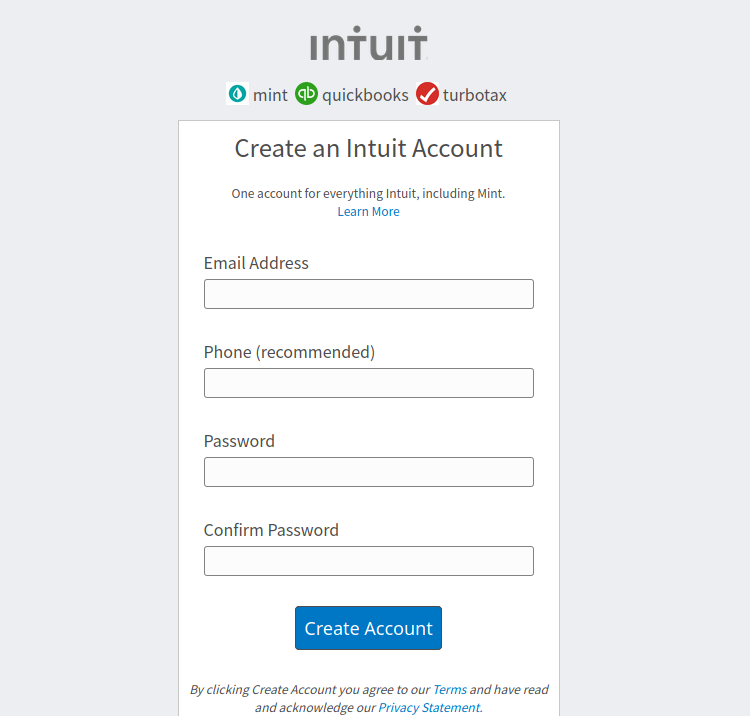 intuit
mint quickbooks turbotax
Create an Intuit Account
One account for everything Intuit, including Mint.
Learn More
Email Address
Phone (recommended)
Password
Confirm Password
Create Account
By clicking Create Account you agree to our Terms and have read
and acknowledge our Privacy Statement.